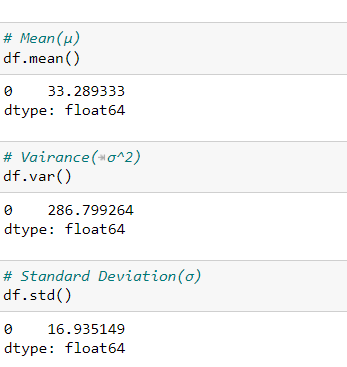 # Mean(μ)
df.mean()
0    33.289333
dtype: float64
# Vairance(*σ^2)
df.var()
0    286.799264
dtype: float64
# Standard Deviation(σ)
df.std()
0    16.935149
dtype: float64